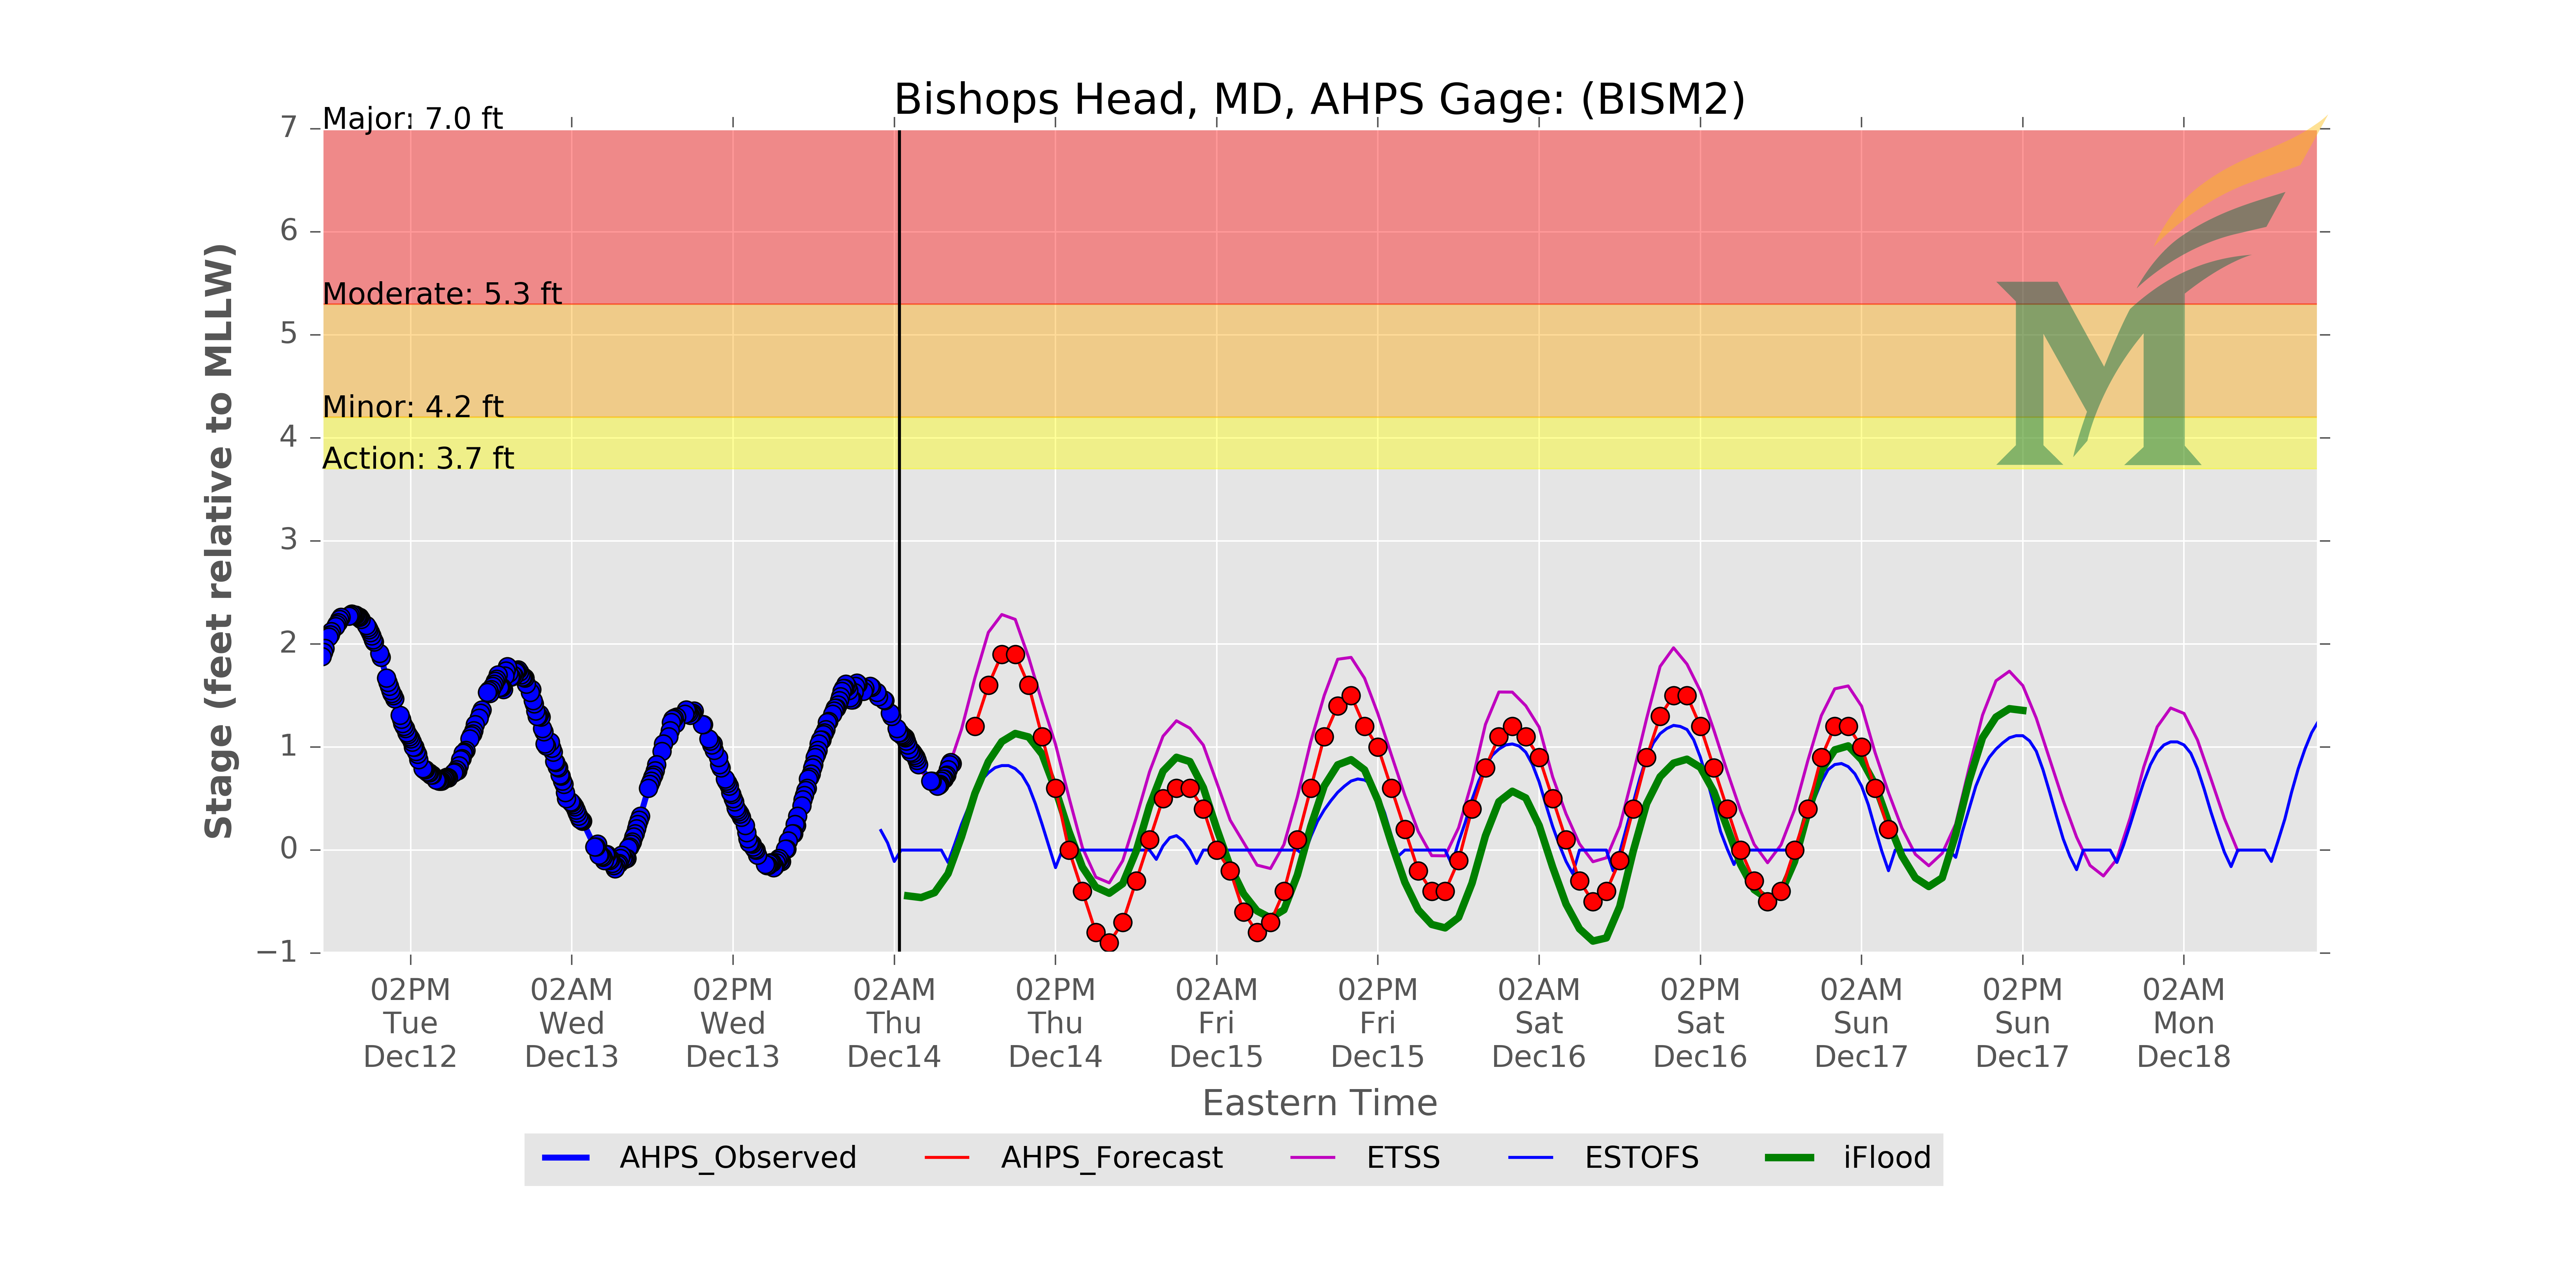 Bishops Head, MD, AHPS Gage: (BISM2)
Major: 7.0 ft
Moderate: 5.3 ft
Minor: 4.2 ft
Action: 3.7 ft
Stage (feet relative to MLLW)
7
6
5
4
3
2
1
0
−1
02PM Tue Dec12
02AM Wed Dec13
02PM Wed Dec13
02AM Thu Dec14
02PM Thu Dec14
02AM Fri Dec15
02PM Fri Dec15
02AM Sat Dec16
02PM Sat Dec16
02AM Sun Dec17
02PM Sun Dec17
02AM Mon Dec18
Eastern Time
AHPS_Observed AHPS_Forecast ETSS ESTOFS iFlood
M